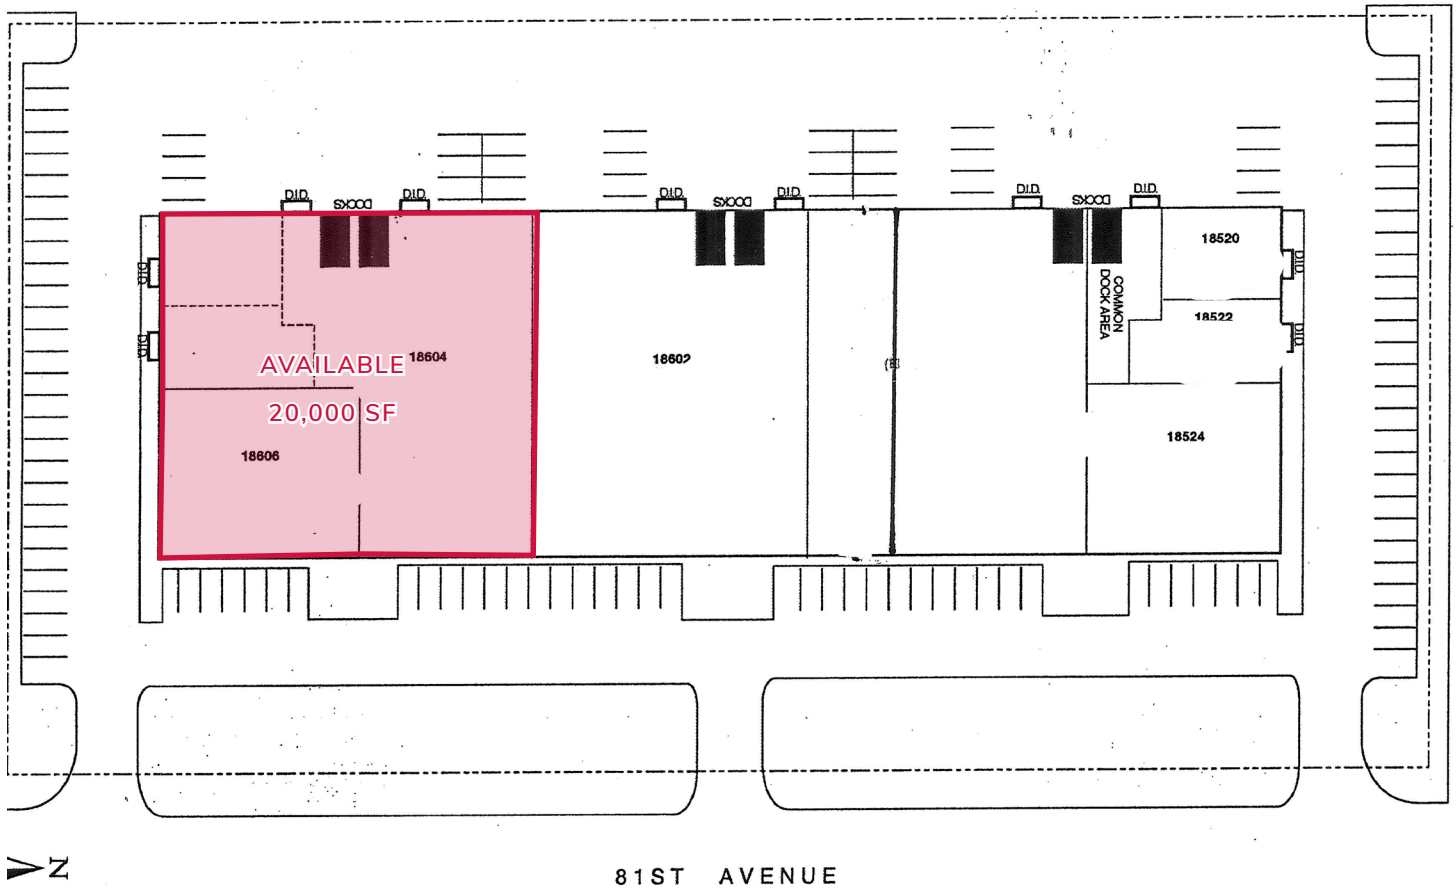 D.I.D.
DOCKS
D.I.D.
D.I.D.
DOCKS
D.I.D.
D.I.D.
DOCKS
D.I.D.
D.I.D.
D.I.D.
18520
D.I.D.
COMMON
DOCK AREA
18522
D.I.D.
18604
18602
AVAILABLE
20,000 SF
18606
18524
N
81ST AVENUE